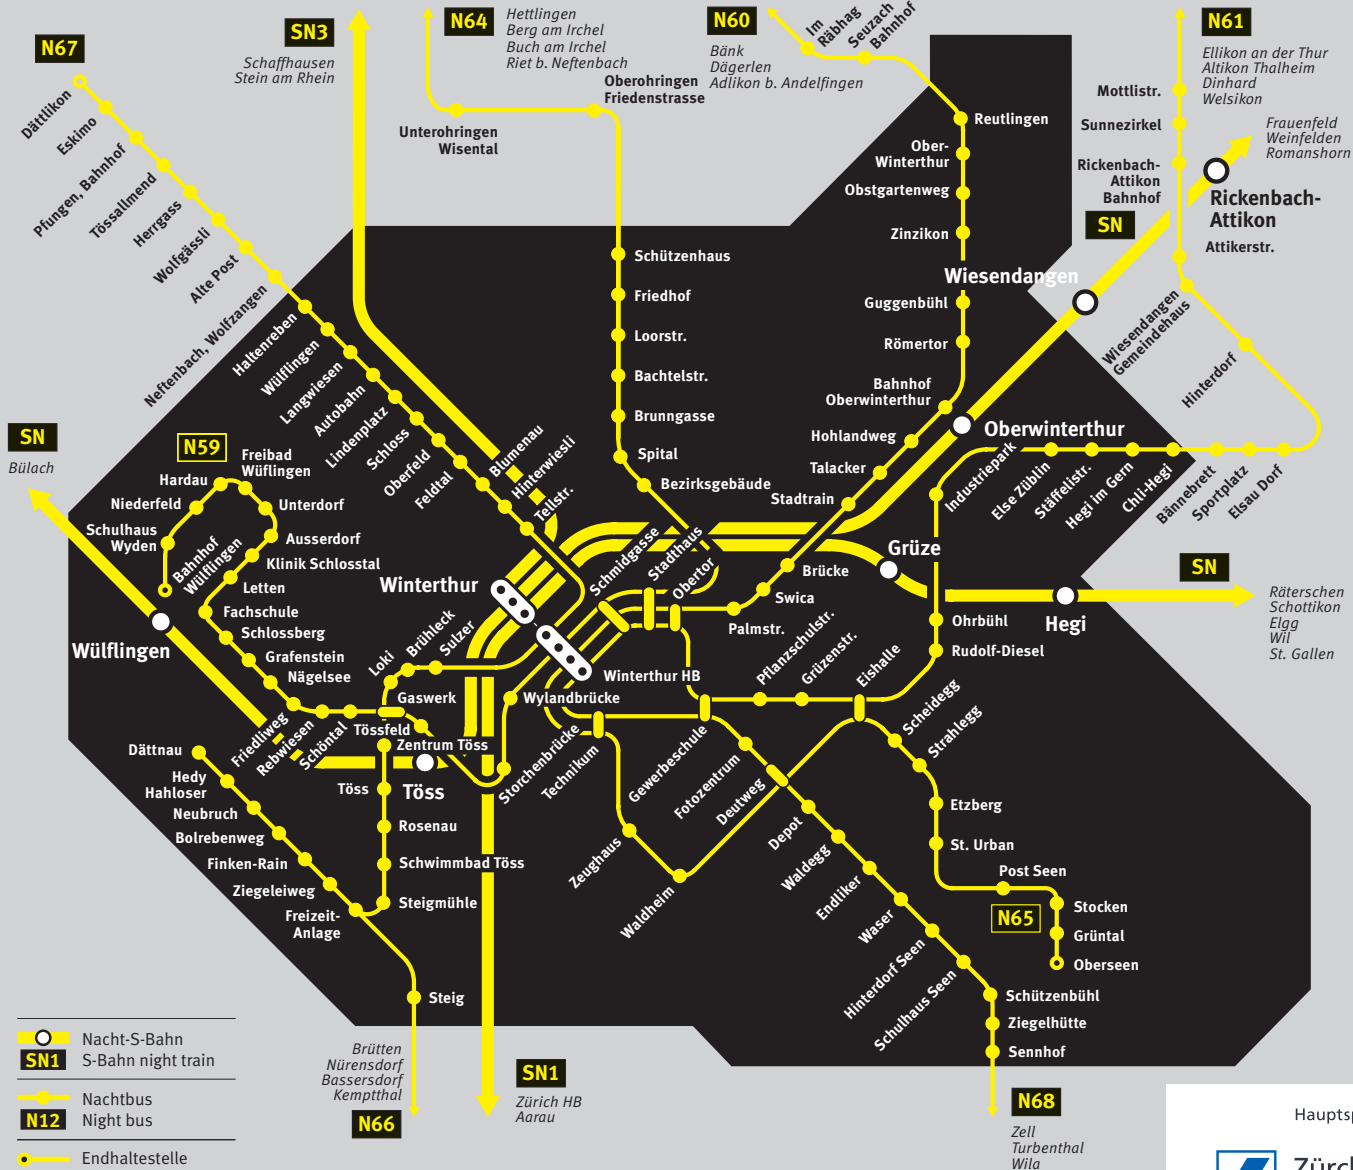 SN3
Schaffhausen
Stein am Rhein
N64
Hettlingen
Berg am Irchel
Buch am Irchel
Riet b. Neftenbach
N60
Bänk
Dägerlen
Adlikon b. Andelfingen
Im
Räbhag
Seuzach
Bahnhof
N61
Ellikon an der Thur
Altikon Thalheim
Dinhard
Welsikon
N67
Dättlikon
Eskimo
Pfungen, Bahnhof
Tössallmend
Herrgass
Wolfgässli
Alte Post
Neftenbach, Wolfzangen
Haltenreben
Wülflingen
Langwiesen
Autobahn
Lindenplatz
Schloss
Oberfeld
Feldtal
Blumenau
Hinterwiesli
Tellstr.
Unterohringen
Wisental
Oberohringen
Friedenstrasse
Schützenhaus
Friedhof
Loorstr.
Bachtelstr.
Brunngasse
Spital
Bezirksgebäude
Reutlingen
Ober-
Winterthur
Obstgartenweg
Zinzikon
Wiesendangen
Guggenbühl
Römertor
Bahnhof
Oberwinterthur
Hohlandweg
Talacker
Stadtrain
Brücke
Swica
Palmstr.
Mottlistr.
Sunnezirkel
Rickenbach-
Attikon
Bahnhof
Frauenfeld
Weinfelden
Romanshorn
Rickenbach-
Attikon
SN
Attikerstr.
Wiesendangen
Gemeindehaus
Hinterdorf
Oberwinterthur
Industriepark
Else Züblin
Stäffelistr.
Hegi im Gern
Chli-Hegi
Bännebrett
Sportplatz
Elsau Dorf
SN
Bülach
N59
Freibad
Wüflingen
Hardau
Niederfeld
Schulhaus
Wyden
Bahnhof
Wülflingen
Unterdorf
Ausserdorf
Klinik Schlosstal
Letten
Fachschule
Schlossberg
Grafenstein
Nägelsee
Wülflingen
Friedliweg
Rebwiesen
Schöntal
Winterthur
Loki
Brühleck
Sulzer
Gaswerk
Tössfeld
Zentrum Töss
Töss
Töss
Rosenau
Schwimmbad Töss
Steigmühle
Dättnau
Hedy
Hahloser
Neubruch
Bolrebenweg
Finken-Rain
Ziegeleiweg
Freizeit-
Anlage
Steig
Schmidgasse
Stadthaus
Obertor
Winterthur HB
Wylandbrücke
Storchenbrücke
Technikum
Zeughaus
Waldheim
Gewerbeschule
Pflanzschulstr.
Grüzenstr.
Eishalle
Fotozentrum
Deutweg
Depot
Waldegg
Endliker
Waser
Hinterdorf Seen
Schulhaus Seen
Schützenbühl
Ziegelhütte
Sennhof
Grüze
Ohrbühl
Rudolf-Diesel
Hegi
SN
Räterschen
Schottikon
Elgg
Wil
St. Gallen
Scheidegg
Strahlegg
Etzberg
St. Urban
Post Seen
N65
Stocken
Grüntal
Oberseen
Brütten
Nürensdorf
Bassersdorf
Kemptthal
N66
SN1
Zürich HB
Aarau
N68
Zell
Turbenthal
Wila
Nacht-S-Bahn
SN1 S-Bahn night train
Nachtbus
N12 Night bus
Endhaltestelle
Hauptsp
Zürch